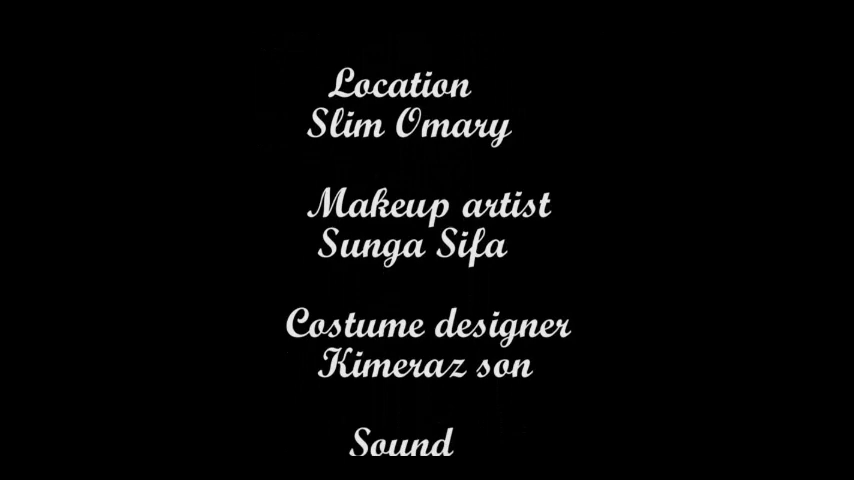 Location
Slim Omary
Makeup artist
Sunga Sifa
Costume designer
Kimeraz son
Sound